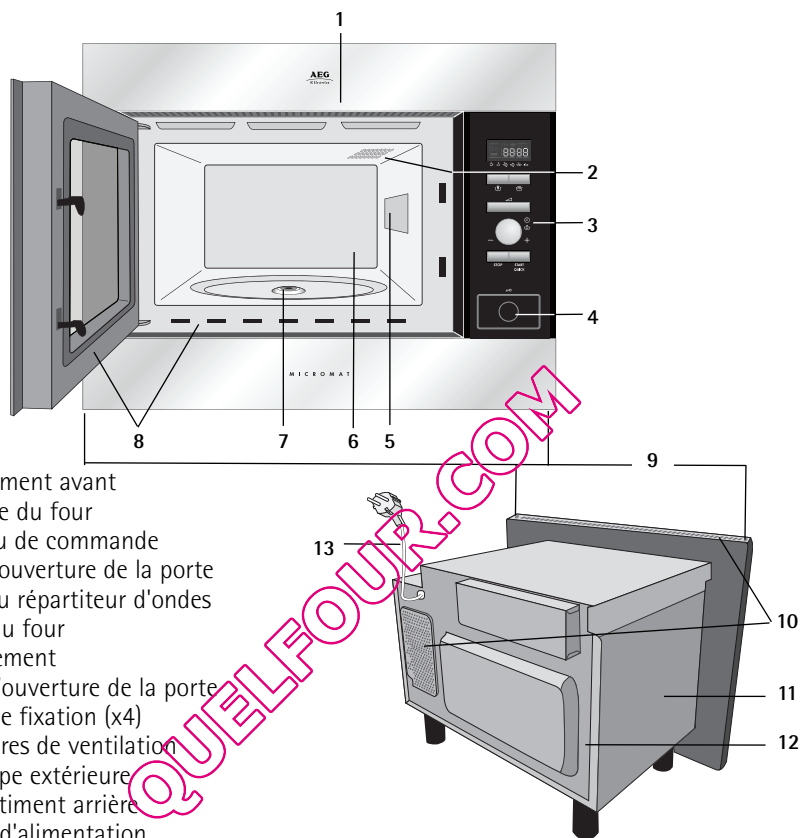 1
AEG
Electrolux
8888
2
3
- +
STOP START
QUICK
4
MICROMAT
8 7 6 5
9
ment avant
e du four
u de commande
ouverture de la porte
u répartiteur d'ondes
u four
ement
'ouverture de la porte
e fixation (x4)
res de ventilation
pe extérieure
timent arrière
d'alimentation
13
10
11
12
QUELFOUR.COM